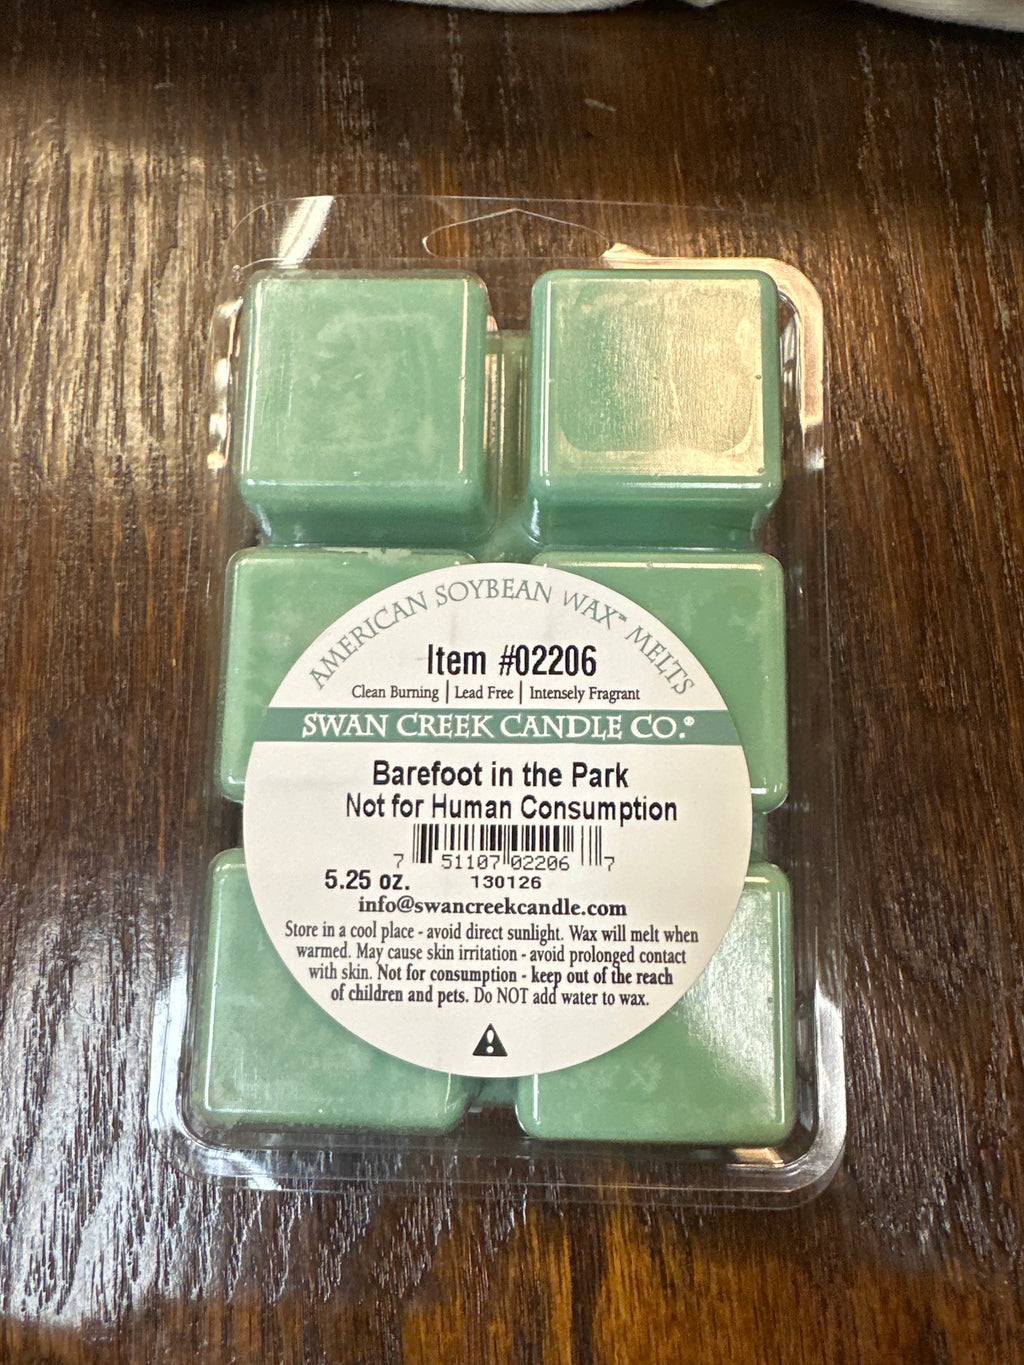 AMERICAN SOYBEAN WAX™ MELTS
Item #02206
Clean Burning | Lead Free | Intensely Fragrant
SWAN CREEK CANDLE CO.®
Barefoot in the Park
Not for Human Consumption
7 51107 02206 7
5.25 oz. 130126
info@swancreekcandle.com
Store in a cool place - avoid direct sunlight. Wax will melt when
warmed. May cause skin irritation - avoid prolonged contact
with skin. Not for consumption - keep out of the reach
of children and pets. Do NOT add water to wax.